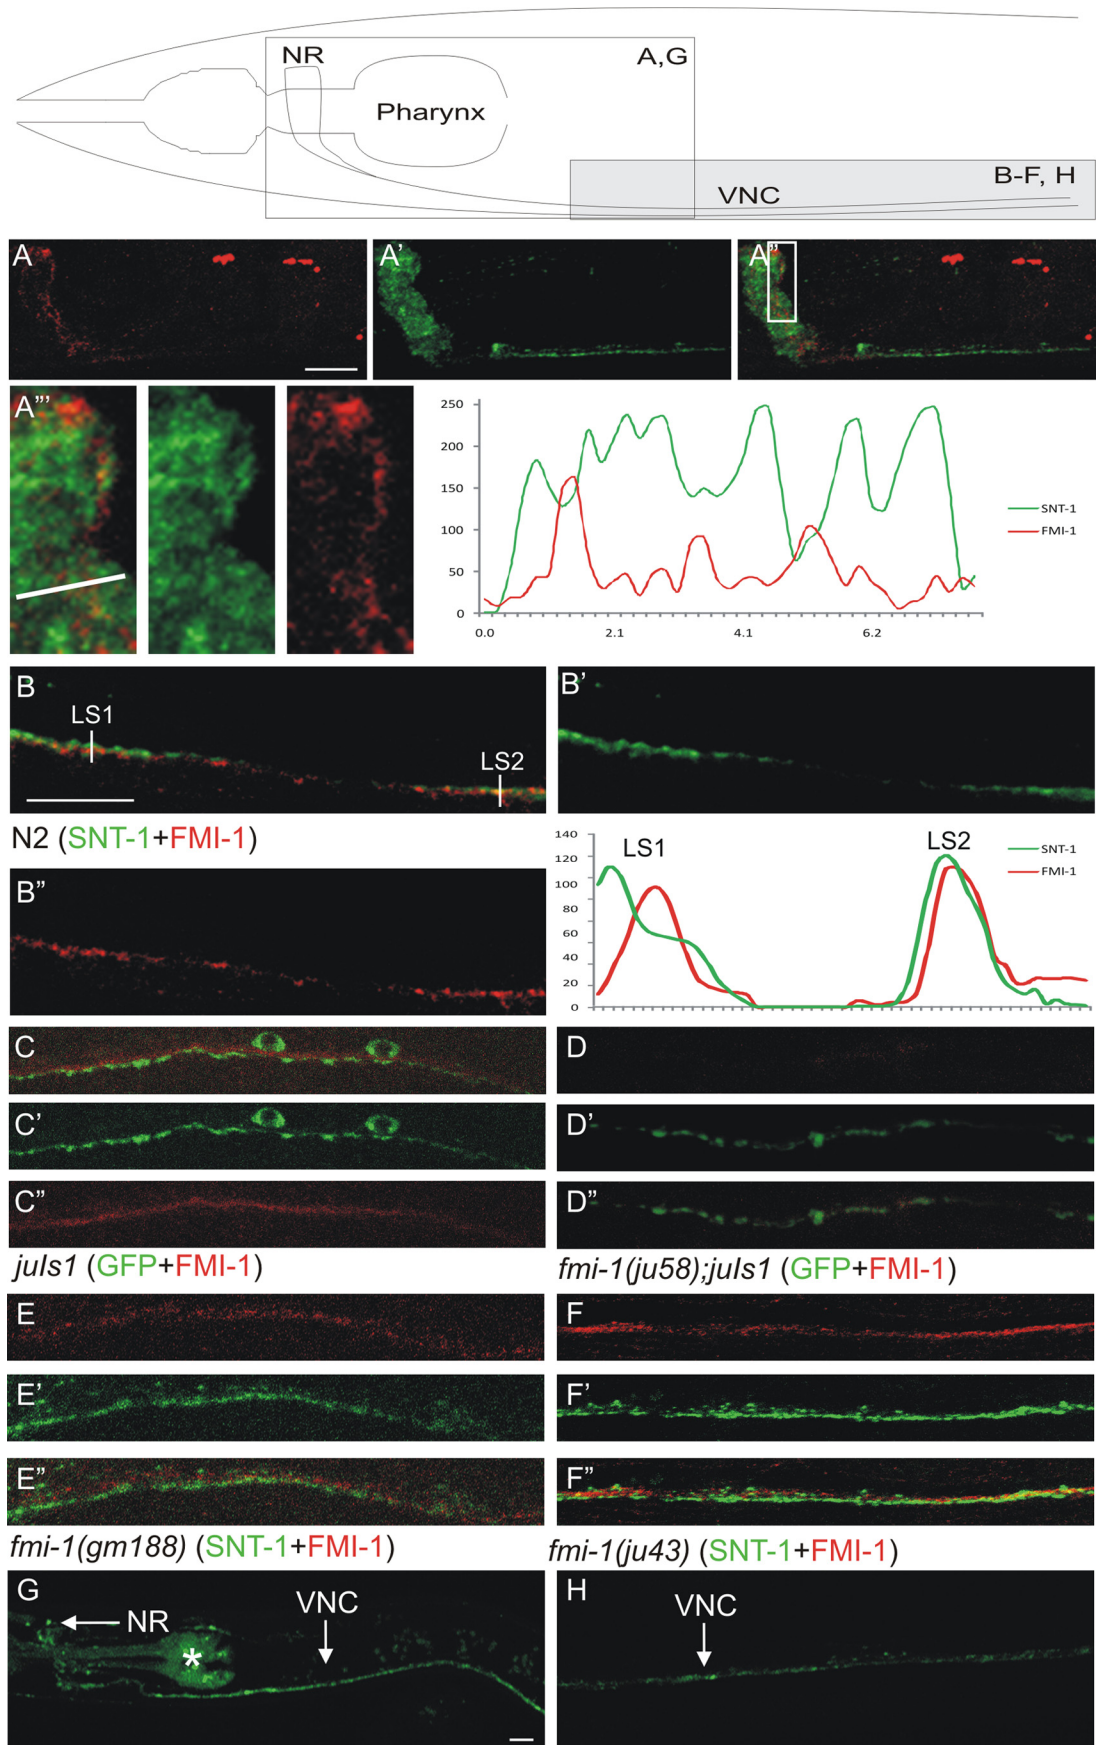 NR
A,G
Pharynx
B-F, H
VNC
A
A'
A"
A"'
250
200
150
100
50
0
0.0
2.1
4.1
6.2
SNT-1
FMI-1
B
LS1
LS2
B'
N2 (SNT-1+FMI-1)
B"
140
120
100
80
60
40
20
0
LS1
LS2
SNT-1
FMI-1
C
D
C'
D'
C"
D"
juIs1 (GFP+FMI-1)
fmi-1(ju58);juIs1 (GFP+FMI-1)
E
F
E'
F'
E"
F"
fmi-1(gm188) (SNT-1+FMI-1)
fmi-1(ju43) (SNT-1+FMI-1)
G
NR
VNC
*
H
VNC